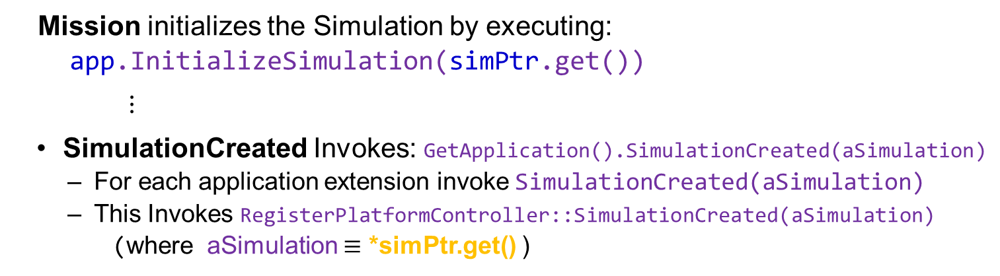 Mission initializes the Simulation by executing:
app.InitializeSimulation(simPtr.get())
⋮
• SimulationCreated Invokes: GetApplication().SimulationCreated(aSimulation)
– For each application extension invoke SimulationCreated(aSimulation)
– This Invokes RegisterPlatformController::SimulationCreated(aSimulation)
(where aSimulation ≡ *simPtr.get() )